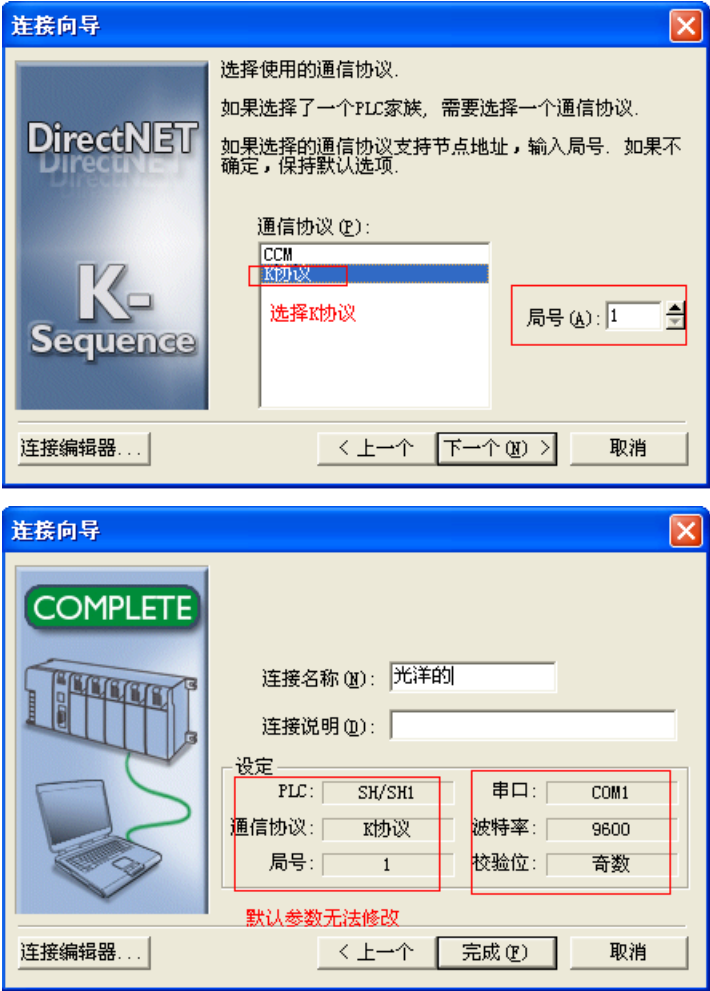 连接向导
DirectNET
DirectNET
DirectNET
K-
Sequence
选择使用的通信协议.
如果选择了一个PLC家族, 需要选择一个通信协议.
如果选择的通信协议支持节点地址，输入局号. 如果不
确定，保持默认选项.
通信协议(P):
CCM
K协议
选择K协议
局号(A): 1
连接编辑器...
< 上一个
下一个(N) >
取消
连接向导
COMPLETE
连接名称(N): 光洋的
连接说明(D):
设定
PLC: SH/SH1
串口: COM1
通信协议: K协议
波特率: 9600
局号: 1
校验位: 奇数
默认参数无法修改
连接编辑器...
< 上一个
完成(F)
取消